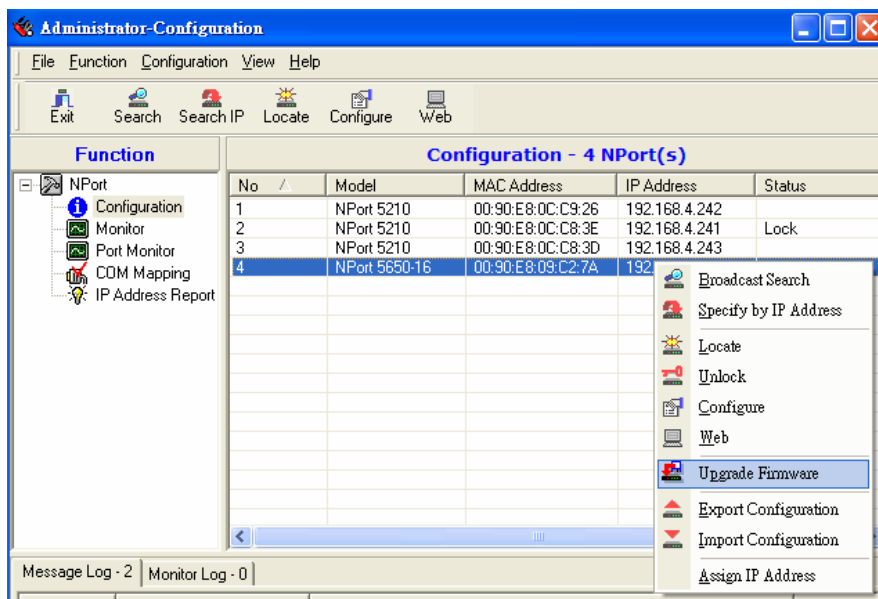 Administrator-Configuration
File Function Configuration View Help
Exit Search Search IP Locate Configure Web
Function
Configuration - 4 NPort(s)
NPort
Configuration
Monitor
Port Monitor
COM Mapping
IP Address Report
No Model MAC Address IP Address Status
1 NPort 5210 00:90:E8:0C:C9:26 192.168.4.242
2 NPort 5210 00:90:E8:0C:C8:3E 192.168.4.241 Lock
3 NPort 5210 00:90:E8:0C:C8:3D 192.168.4.243
4 NPort 5650-16 00:90:E8:09:C2:7A 192.
Broadcast Search
Specify by IP Address
Locate
Unlock
Configure
Web
Upgrade Firmware
Export Configuration
Import Configuration
Assign IP Address
Message Log - 2 Monitor Log - 0